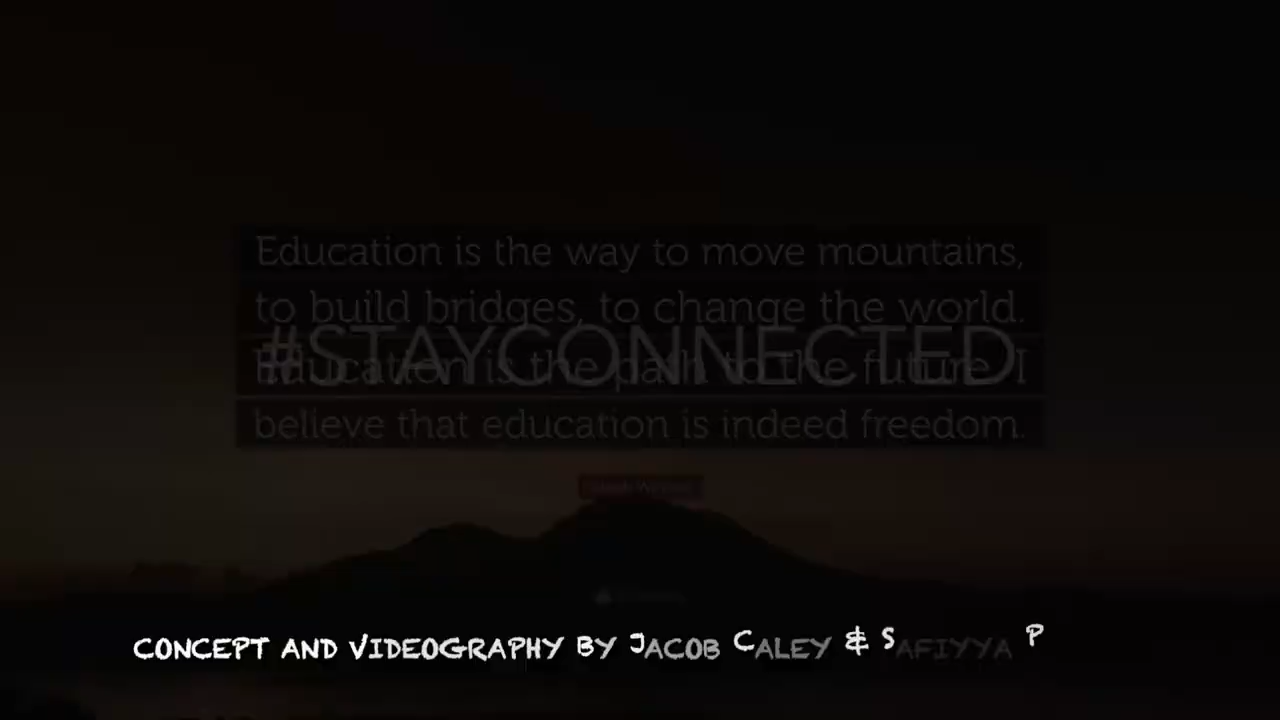 Education is the way to move mountains,
to build bridges, to change the world.
#STAYCONNECTED
Education is the path to the future. I
believe that education is indeed freedom.
CONCEPT AND VIDEOGRAPHY BY JACOB CALEY & SAFIYYA P